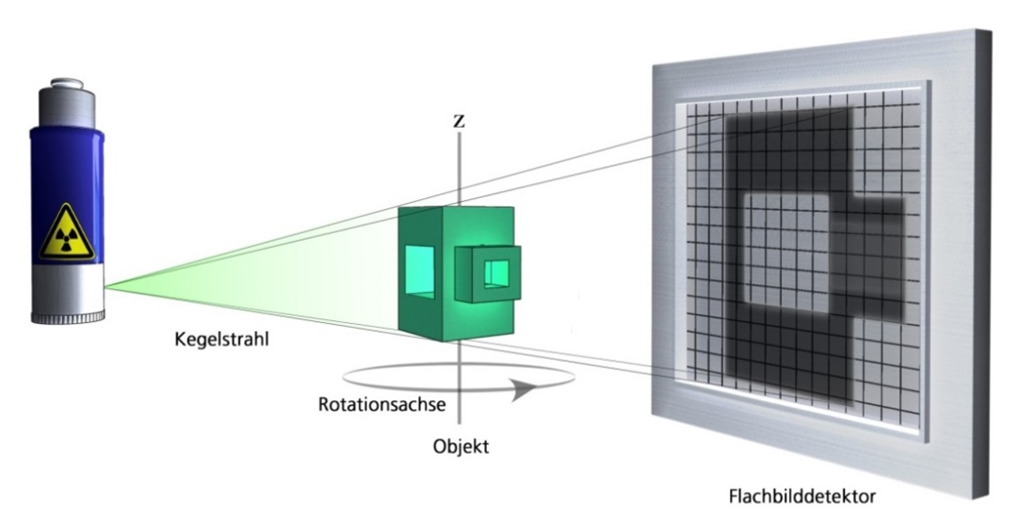 z
Kegelstrahl
Rotationsachse
Objekt
Flachbilddetektor